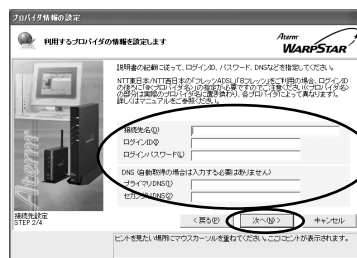 プロバイダ情報の設定
利用するプロバイダの情報を設定します
Aterm
WARPSTAR
説明書の記載に従って、ログインID、パスワード、DNSなどを指定してください。
NTT東日本/NTT西日本の「フレッツADSL」「Bフレッツ」をご利用の場合、ログインID
の後ろに「@<プロバイダ名>」の指定が必要ですのでご注意ください(<プロバイダ名>
の部分は実際のプロバイダ名に置き換わり、各プロバイダによって異なります)。
詳しくはマニュアルをご参照ください。
接続先名(O)
ログインID(I)
ログインパスワード(L)
DNS (自動取得の場合は入力する必要はありません)
プライマリDNS(1)
セカンダリDNS(2)
Aterm
接続先設定
STEP 2/4
< 戻る(B)
次へ(N) >
キャンセル
ヒントを見たい場所にマウスカーソルを重ねてください。ここにヒントが表示されます。